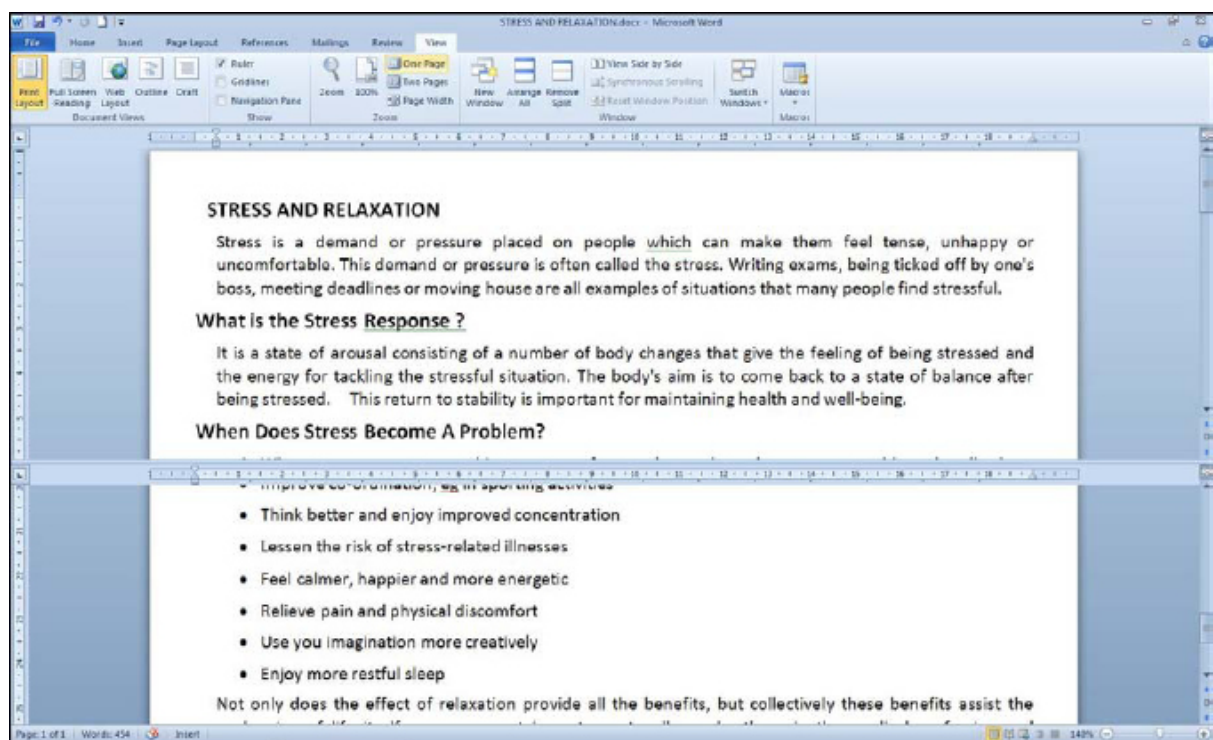 STRESS AND RELAXATION.docx - Microsoft Word
File Home Insert Page Layout References Mailings Review View
Ruler One Page View Side by Side
Gridlines Two Pages Synchronous Scrolling
Navigation Pane Page Width Reset Window Position
Print Layout Full Screen Reading Web Layout Outline Draft Zoom 100% New Window Arrange All Remove Split Switch Windows Macros
Document Views Show Zoom Window Macros
STRESS AND RELAXATION
Stress is a demand or pressure placed on people which can make them feel tense, unhappy or
uncomfortable. This demand or pressure is often called the stress. Writing exams, being ticked off by one's
boss, meeting deadlines or moving house are all examples of situations that many people find stressful.
What is the Stress Response ?
It is a state of arousal consisting of a number of body changes that give the feeling of being stressed and
the energy for tackling the stressful situation. The body's aim is to come back to a state of balance after
being stressed. This return to stability is important for maintaining health and well-being.
When Does Stress Become A Problem?
• Improve co-ordination, eg in sporting activities
• Think better and enjoy improved concentration
• Lessen the risk of stress-related illnesses
• Feel calmer, happier and more energetic
• Relieve pain and physical discomfort
• Use you imagination more creatively
• Enjoy more restful sleep
Not only does the effect of relaxation provide all the benefits, but collectively these benefits assist the
Page: 1 of 1 Words: 454 Insert 140%